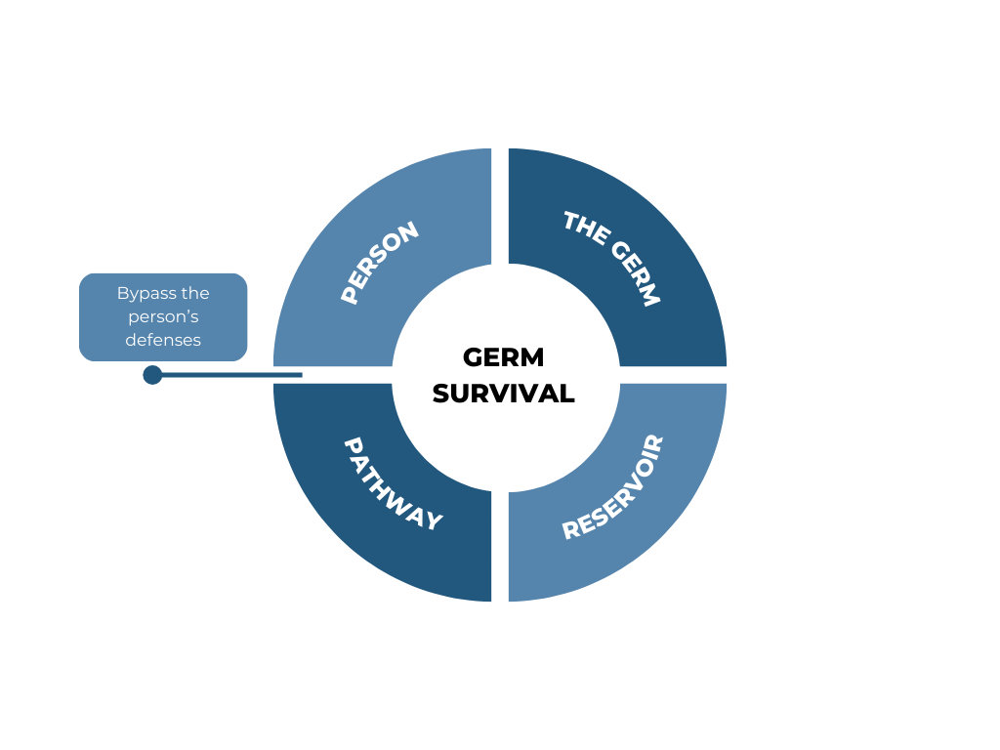 PERSON
THE GERM
Bypass the
person’s
defenses
GERM
SURVIVAL
PATHWAY
RESERVOIR